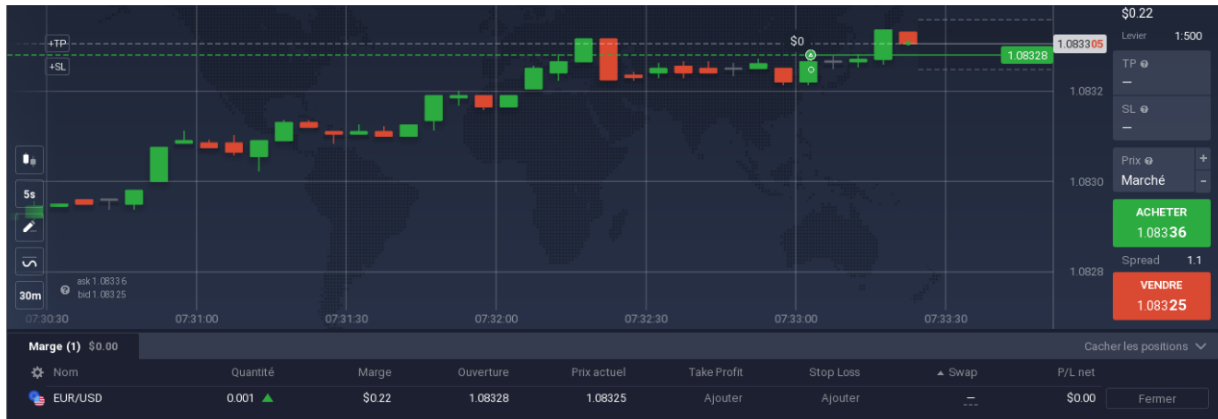 $0.22
Levier 1:500
+TP
$0
1.083305
1.08328
+SL
TP
–
1.0832
SL
–
5s
Prix +
1.0830 Marché -
ACHETER
1.08336
Spread 1.1
1.0828
ask 1.08336
bid 1.08325
30m
VENDRE
1.08325
07:30:30 07:31:00 07:31:30 07:32:00 07:32:30 07:33:00 07:33:30
Marge (1) $0.00 Cacher les positions
Nom Quantité Marge Ouverture Prix actuel Take Profit Stop Loss Swap P/L net
EUR/USD 0.001 $0.22 1.08328 1.08325 Ajouter Ajouter -- $0.00 Fermer